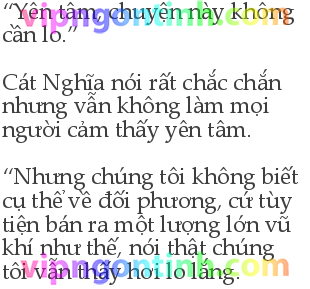 “Yên tâm, chuyện này không
cần lo.”
Cát Nghĩa nói rất chắc chắn
nhưng vẫn không làm mọi
người cảm thấy yên tâm.
“Nhưng chúng tôi không biết
cụ thể về đối phương, cứ tùy
tiện bán ra một lượng lớn vũ
khí như thế, nói thật chúng
tôi vẫn thấy hơi lo lắng.
vipngontinh.com
vipngontinh.com